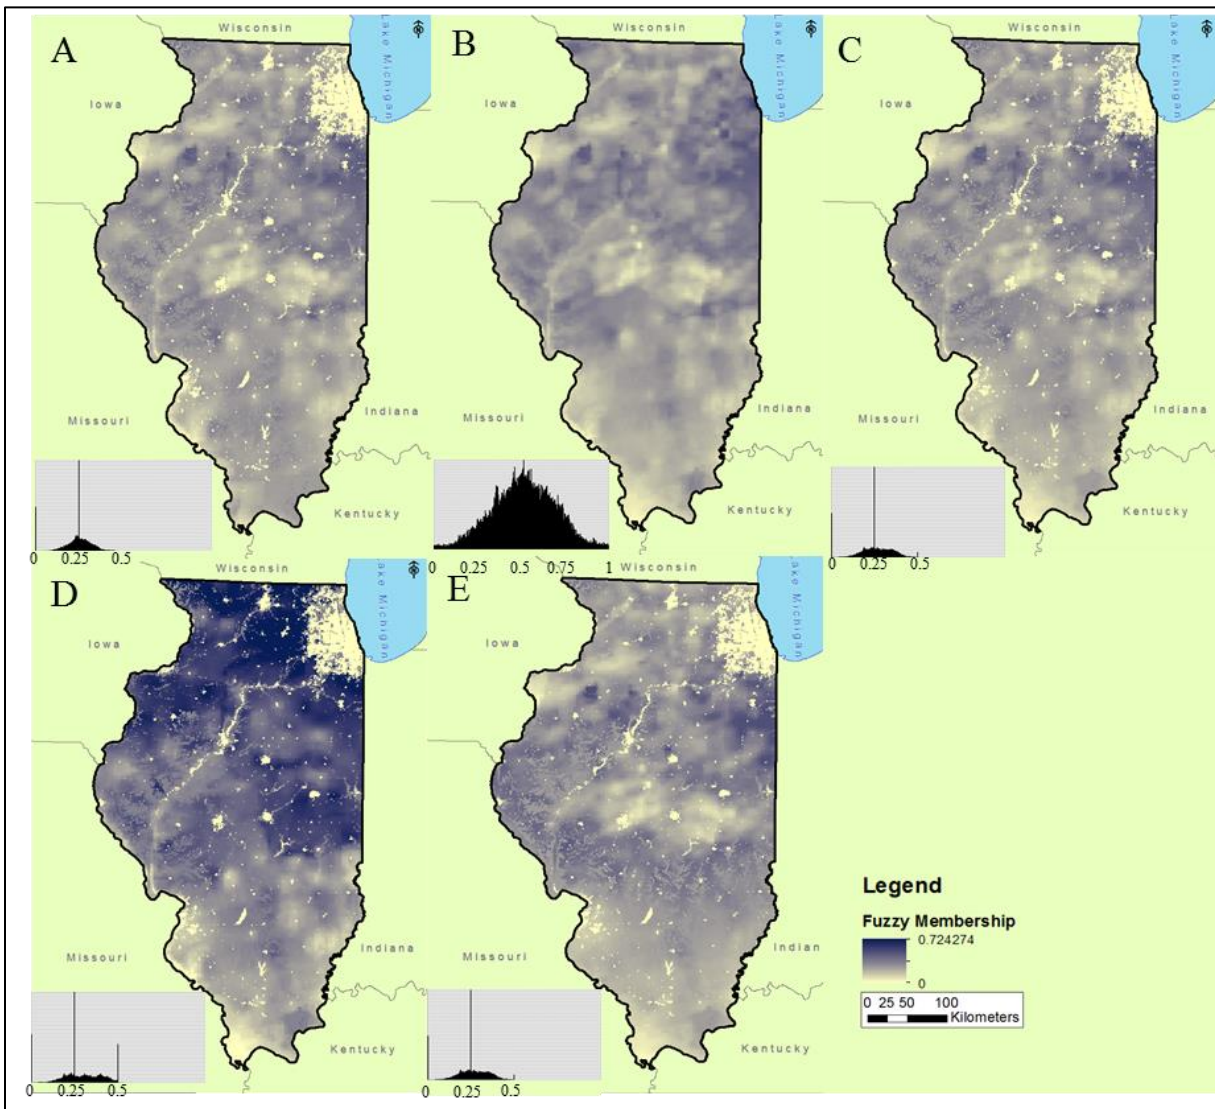 A
Wisconsin
Lake Michigan
Iowa
Missouri
Indiana
Kentucky
0 0.25 0.5
B
Wisconsin
Lake Michigan
Iowa
Missouri
Indiana
Kentucky
0 0.25 0.5 0.75 1
C
Wisconsin
Lake Michigan
Iowa
Missouri
Indiana
Kentucky
0 0.25 0.5
D
Wisconsin
Lake Michigan
Iowa
Missouri
Indiana
Kentucky
0 0.25 0.5
E
Wisconsin
Lake Michigan
Iowa
Missouri
Indian
Kentucky
0 0.25 0.5
Legend
Fuzzy Membership
0.724274
0
0 25 50 100
Kilometers